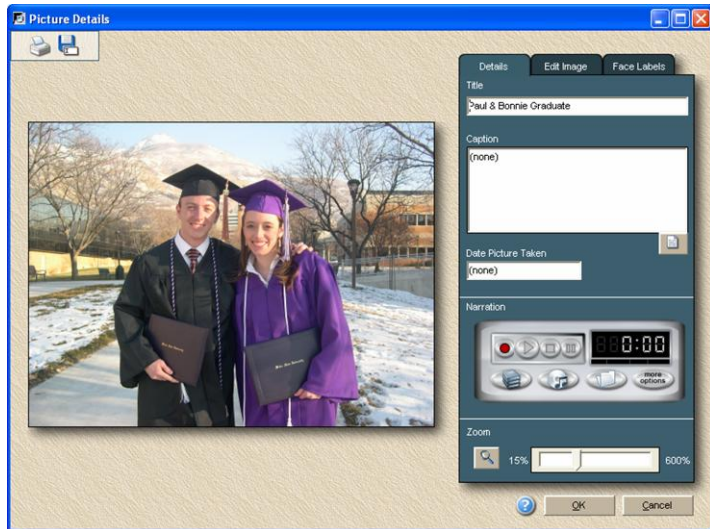 Picture Details
Details Edit Image Face Labels
Title
Paul & Bonnie Graduate
Caption
(none)
Date Picture Taken
(none)
Narration
0:00
more
options
Zoom
15% 600%
? OK Cancel